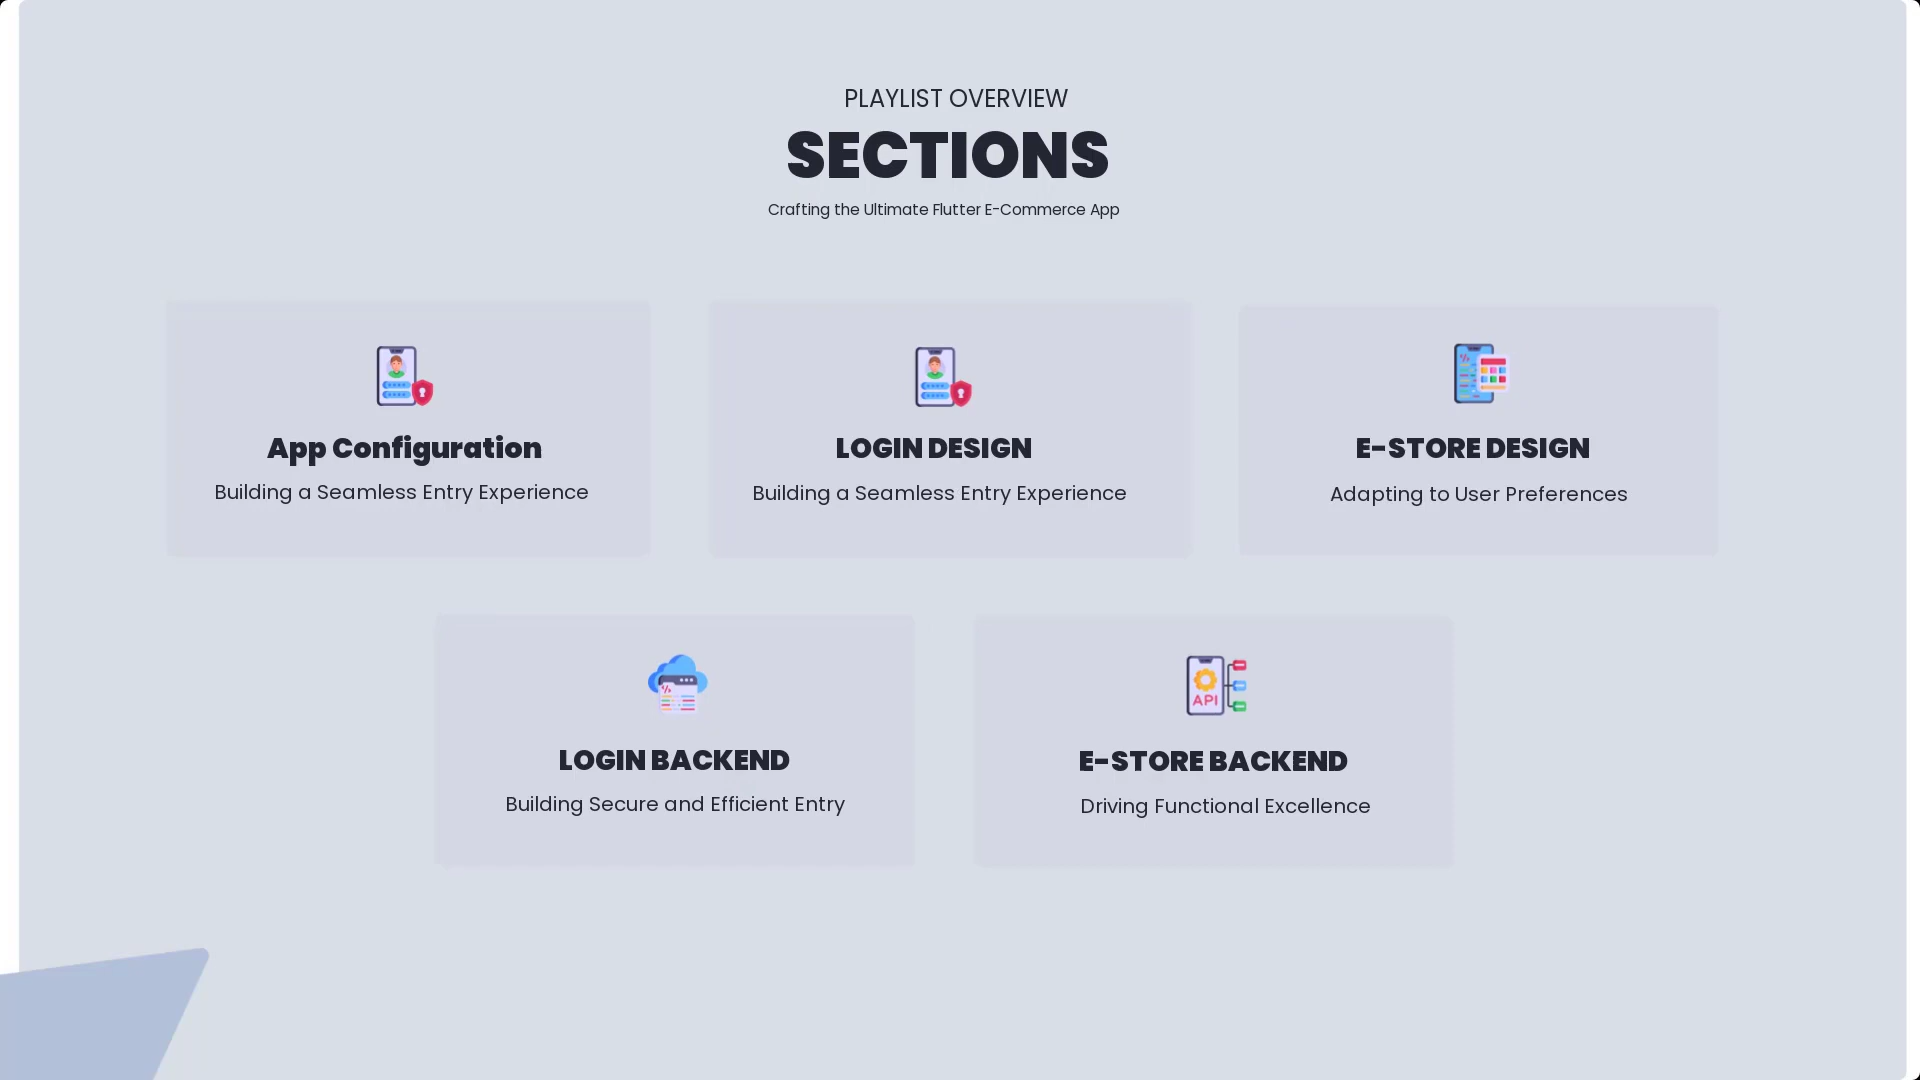 PLAYLIST OVERVIEW
SECTIONS
Crafting the Ultimate Flutter E-Commerce App
App Configuration
Building a Seamless Entry Experience
LOGIN DESIGN
Building a Seamless Entry Experience
E-STORE DESIGN
Adapting to User Preferences
LOGIN BACKEND
Building Secure and Efficient Entry
API
E-STORE BACKEND
Driving Functional Excellence